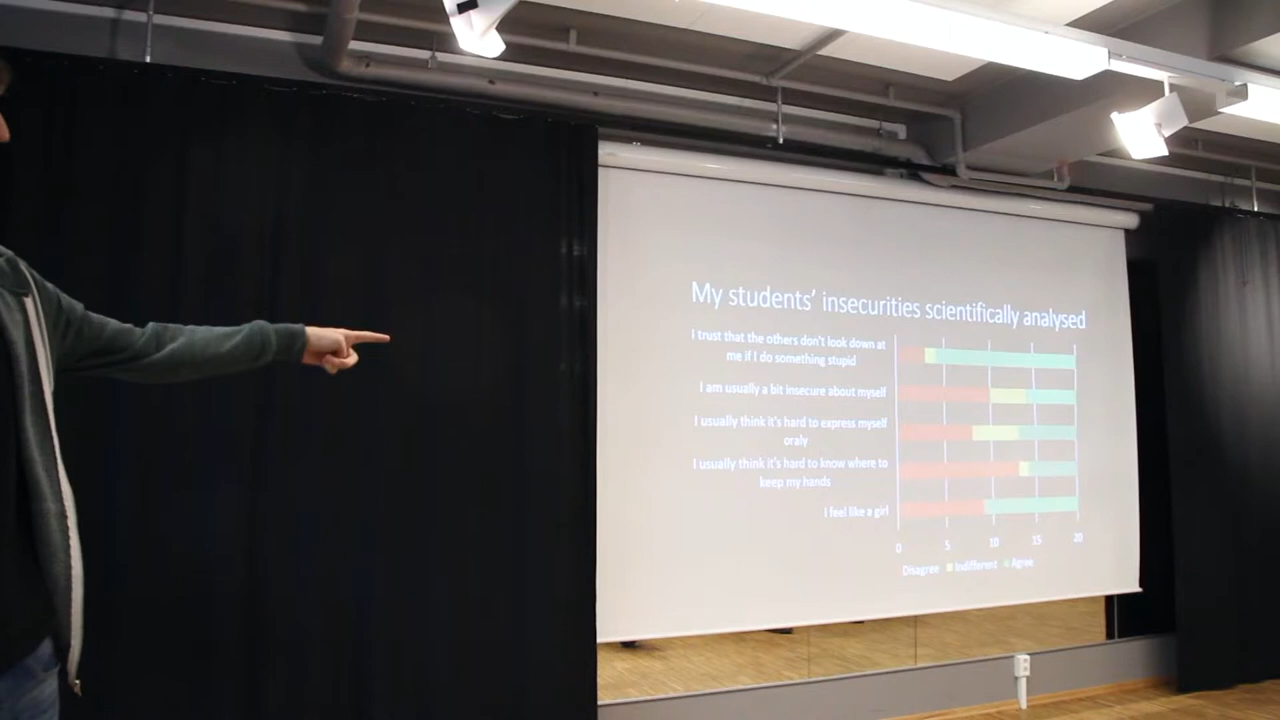 My students' insecurities scientifically analysed
I trust that the others don't look down at
me if I do something stupid
I am usually a bit insecure about myself
I usually think it's hard to express myself
oraly
I usually think it's hard to know where to
keep my hands
I feel like a girl
0 5 10 15 20
Disagree Indifferent Agree